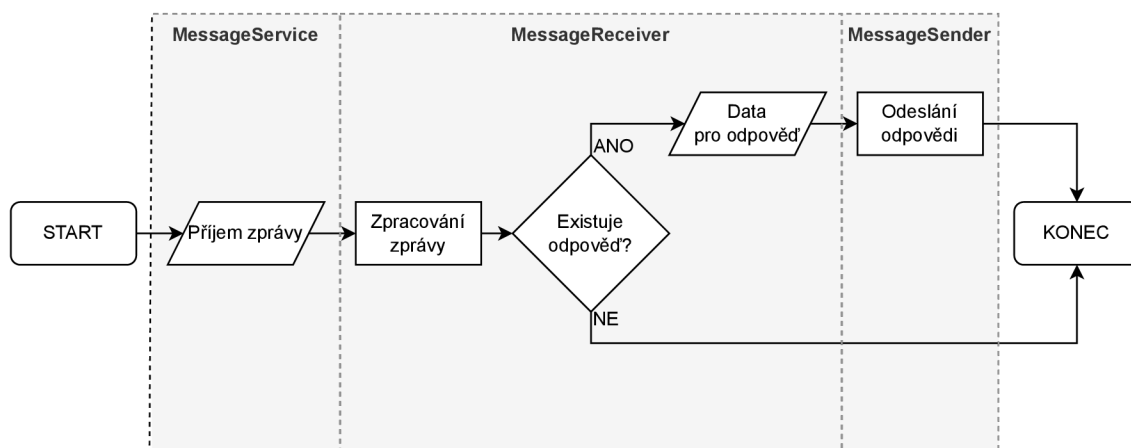 MessageService
MessageReceiver
MessageSender
Data
pro odpověď
Odeslání
odpovědi
ANO
START
Příjem zprávy
Zpracování
zprávy
Existuje
odpověď?
KONEC
NE